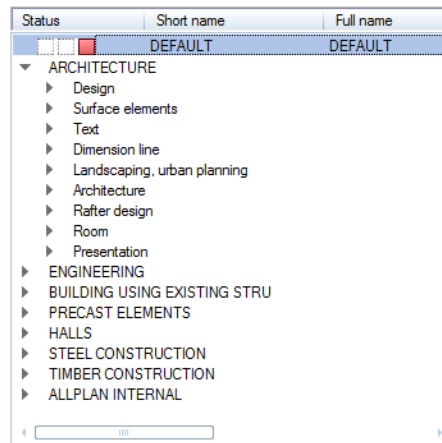 Status Short name Full name
DEFAULT DEFAULT
ARCHITECTURE
Design
Surface elements
Text
Dimension line
Landscaping, urban planning
Architecture
Rafter design
Room
Presentation
ENGINEERING
BUILDING USING EXISTING STRU
PRECAST ELEMENTS
HALLS
STEEL CONSTRUCTION
TIMBER CONSTRUCTION
ALLPLAN INTERNAL